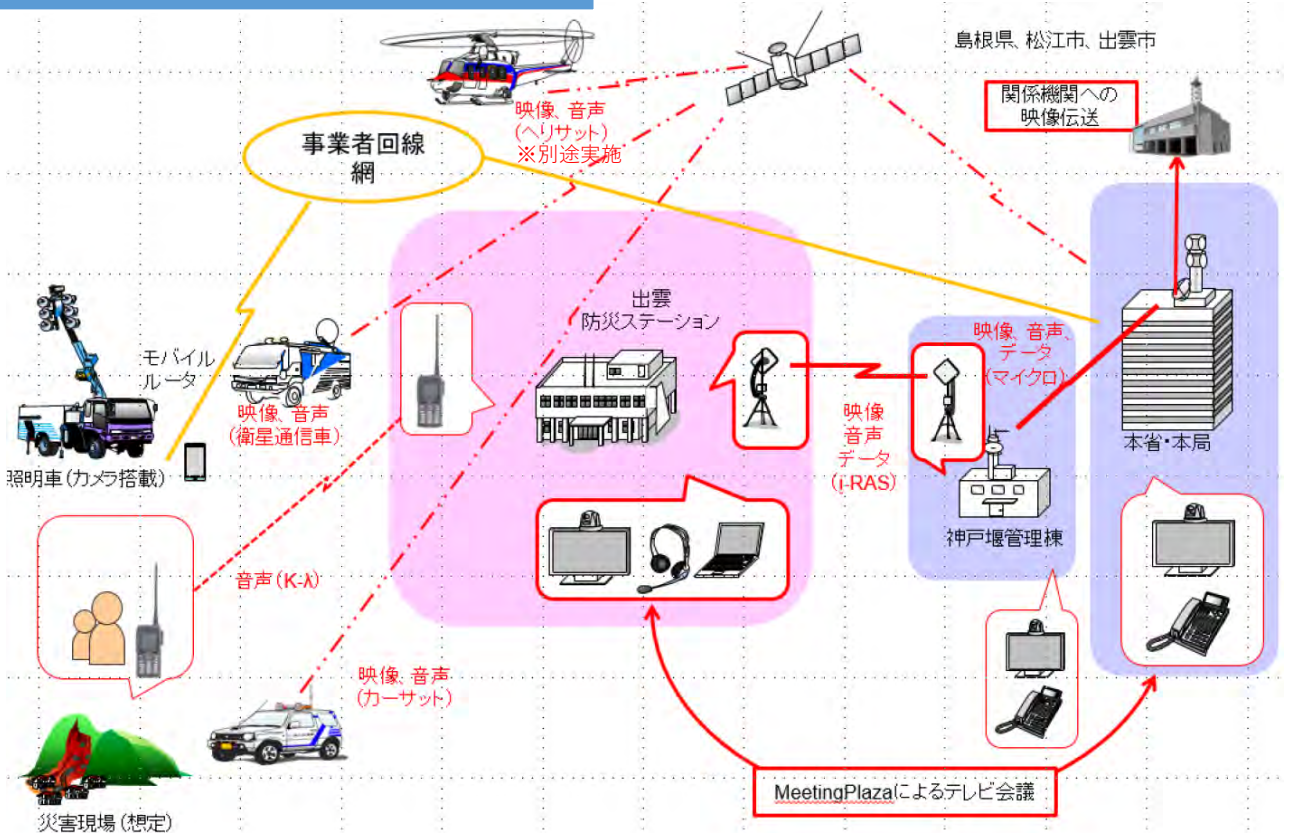 島根県、松江市、出雲市
関係機関への
映像伝送
映像、音声
(ヘリサット)
※別途実施
事業者回線
網
出雲
防災ステーション
モバイル
ルータ
映像、音声
(衛星通信車)
照明車(カメラ搭載)
映像、音声、
データ
(マイクロ)
映像
音声
データ
(i-RAS)
本省・本局
神戸堰管理棟
音声(K-λ)
映像、音声
(カーサット)
災害現場(想定)
MeetingPlazaによるテレビ会議